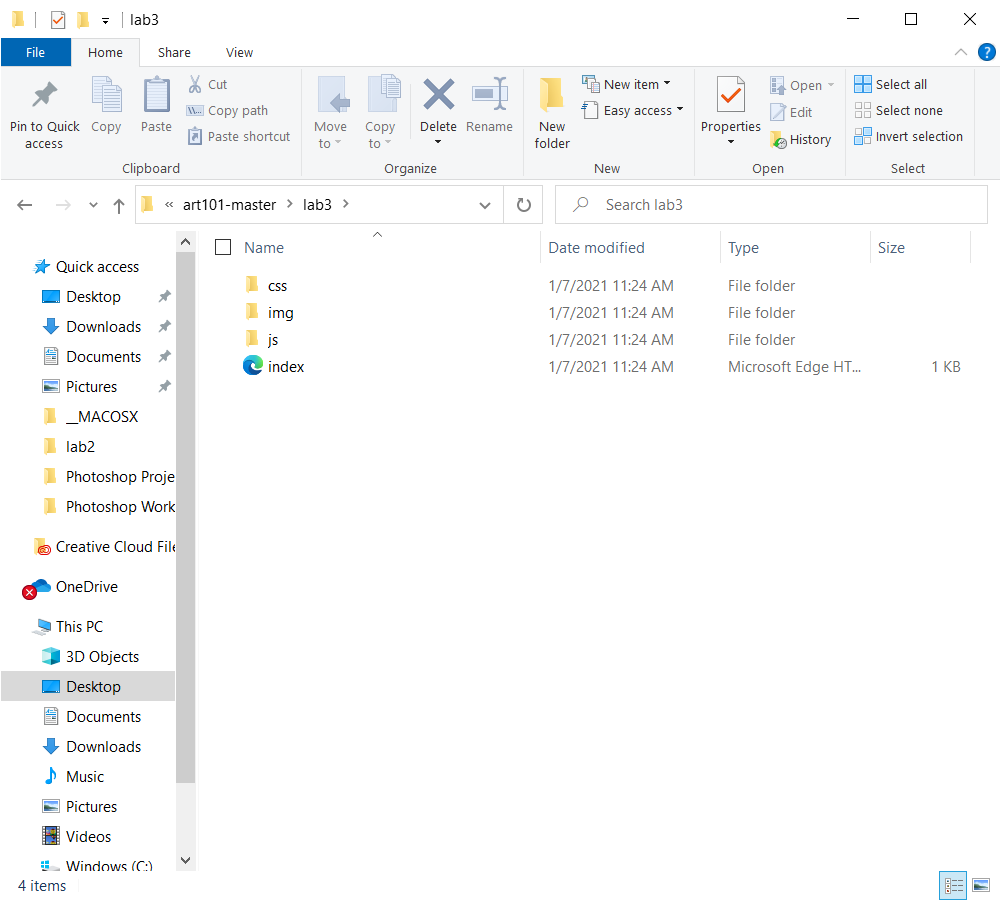 lab3
File Home Share View
Pin to Quick access
Copy
Paste
Cut
Copy path
Paste shortcut
Clipboard
Move to
Copy to
Delete
Rename
Organize
New folder
New item
Easy access
New
Properties
Open
Edit
History
Open
Select all
Select none
Invert selection
Select
« art101-master > lab3 >
Search lab3
Name Date modified Type Size
css 1/7/2021 11:24 AM File folder
img 1/7/2021 11:24 AM File folder
js 1/7/2021 11:24 AM File folder
index 1/7/2021 11:24 AM Microsoft Edge HT... 1 KB
Quick access
Desktop
Downloads
Documents
Pictures
__MACOSX
lab2
Photoshop Proje
Photoshop Work
Creative Cloud File
OneDrive
This PC
3D Objects
Desktop
Documents
Downloads
Music
Pictures
Videos
Windows (C:)
4 items